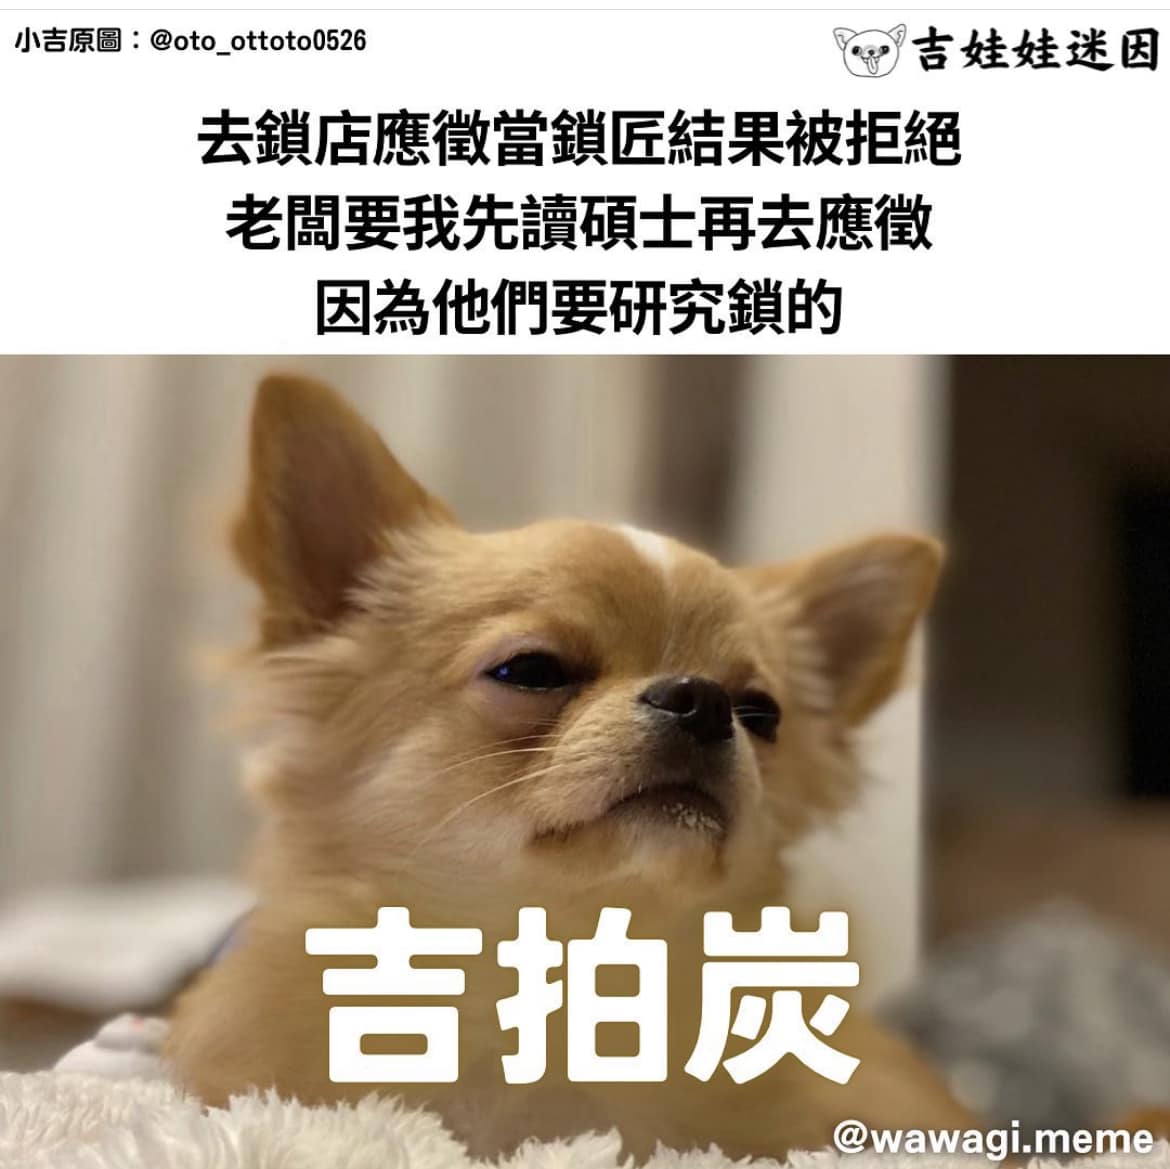 小吉原圖：@oto_ottoto0526
吉娃娃迷因
去鎖店應徵當鎖匠結果被拒絕
老闆要我先讀碩士再去應徵
因為他們要研究鎖的
吉拍炭
@wawagi.meme